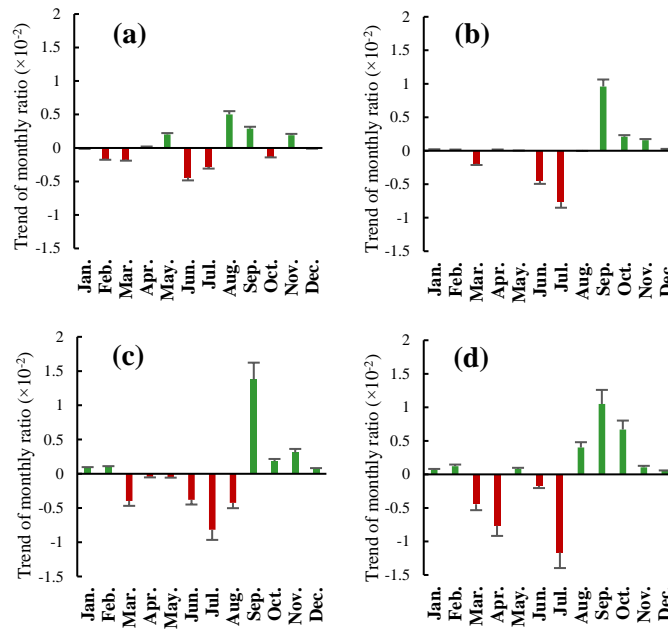 (a)
Trend of monthly ratio (×10⁻²)
2
1.5
1
0.5
0
-0.5
-1
-1.5
Jan. Feb. Mar. Apr. May. Jun. Jul. Aug. Sep. Oct. Nov. Dec.
(b)
Trend of monthly ratio (×10⁻²)
2
1.5
1
0.5
0
-0.5
-1
-1.5
Jan. Feb. Mar. Apr. May. Jun. Jul. Aug. Sep. Oct. Nov. Dec
(c)
Trend of monthly ratio (×10⁻²)
2
1.5
1
0.5
0
-0.5
-1
-1.5
Jan. Feb. Mar. Apr. May. Jun. Jul. Aug. Sep. Oct. Nov. Dec.
(d)
Trend of monthly ratio (×10⁻²)
2
1.5
1
0.5
0
-0.5
-1
-1.5
Jan. Feb. Mar. Apr. May. Jun. Jul. Aug. Sep. Oct. Nov. Dec.